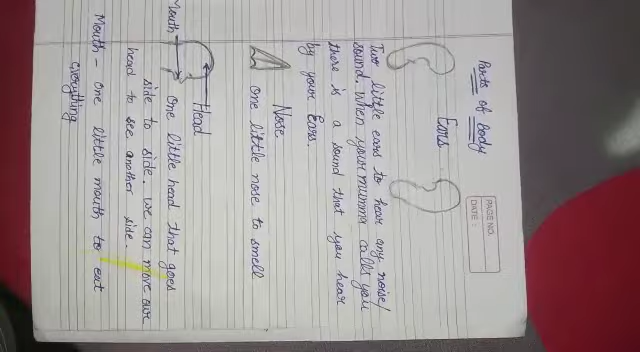 PAGE NO.
DATE :
Parts of Body
Ears
Two little ears to hear any noise/
sound. When your mumma calls you
there is a sound that you hear
by your Ears.
Nose
One little nose to smell
Head
Mouth
One little head that goes
side to side. We can move our
head to see another side.
Mouth - One little mouth to eat
everything